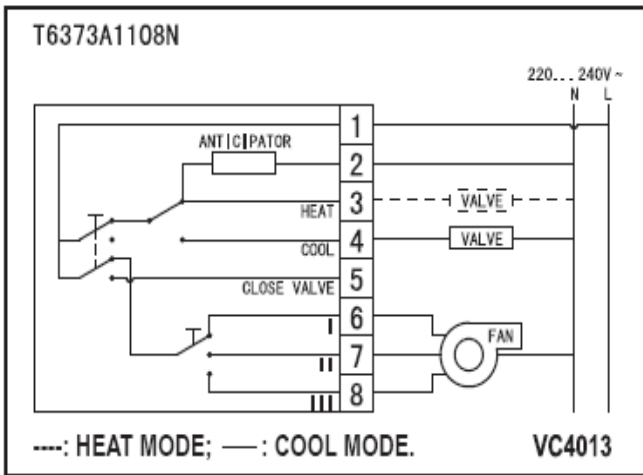 T6373A1108N
220... 240V ~
N L
ANTICIPATOR
1
2
3
HEAT
VALVE
4
COOL
VALVE
5
CLOSE VALVE
6
I
FAN
7
II
8
III
----: HEAT MODE; —: COOL MODE.
VC4013